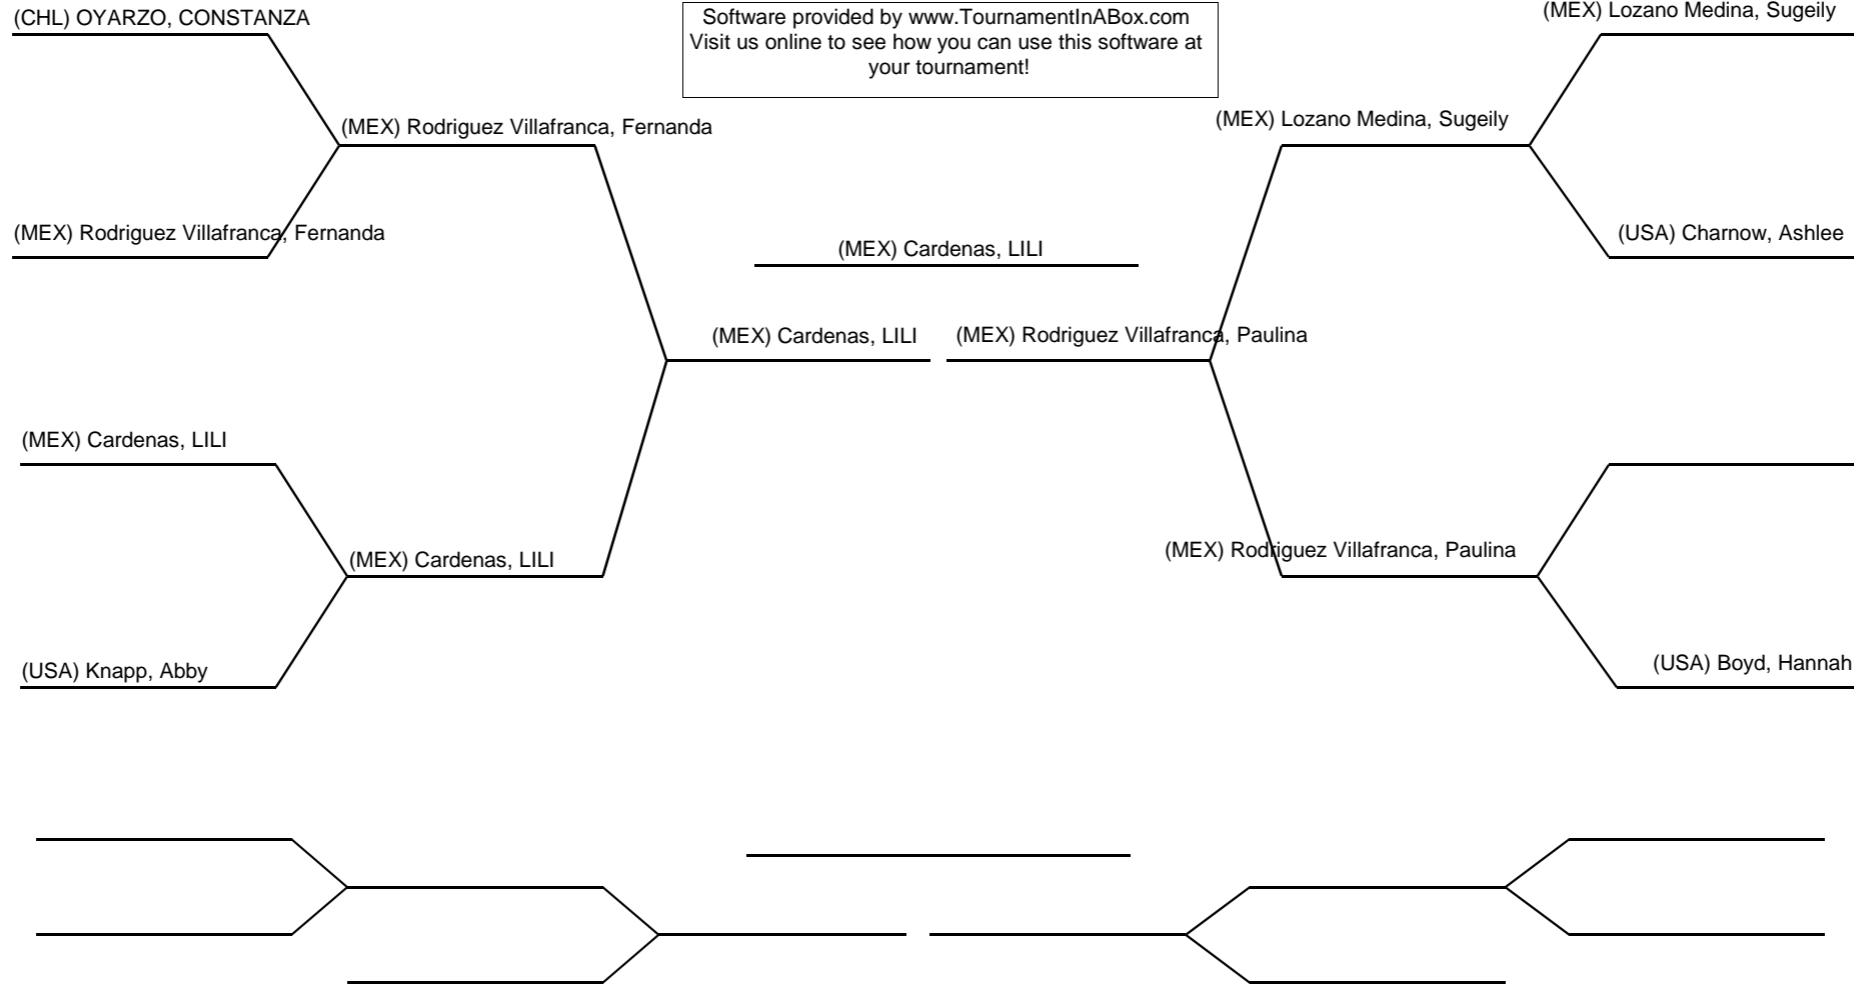 (CHL) OYARZO, CONSTANZA
Software provided by www.TournamentInABox.com
Visit us online to see how you can use this software at
your tournament!
(MEX) Lozano Medina, Sugeily
(MEX) Rodriguez Villafranca, Fernanda
(MEX) Lozano Medina, Sugeily
(MEX) Rodriguez Villafranca, Fernanda
(MEX) Cardenas, LILI
(USA) Charnow, Ashlee
(MEX) Cardenas, LILI
(MEX) Rodriguez Villafranca, Paulina
(MEX) Cardenas, LILI
(MEX) Cardenas, LILI
(MEX) Rodriguez Villafranca, Paulina
(USA) Knapp, Abby
(USA) Boyd, Hannah